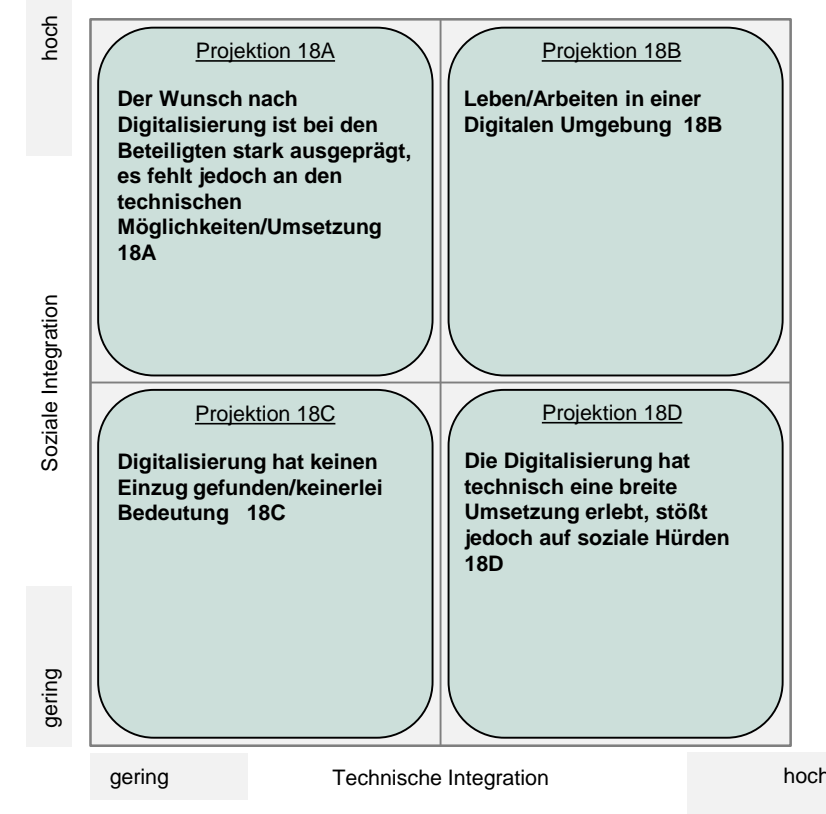 hoch
Soziale Integration
gering
Projektion 18A
Der Wunsch nach
Digitalisierung ist bei den
Beteiligten stark ausgeprägt,
es fehlt jedoch an den
technischen
Möglichkeiten/Umsetzung
18A
Projektion 18B
Leben/Arbeiten in einer
Digitalen Umgebung 18B
Projektion 18C
Digitalisierung hat keinen
Einzug gefunden/keinerlei
Bedeutung 18C
Projektion 18D
Die Digitalisierung hat
technisch eine breite
Umsetzung erlebt, stößt
jedoch auf soziale Hürden
18D
gering
Technische Integration
hoch